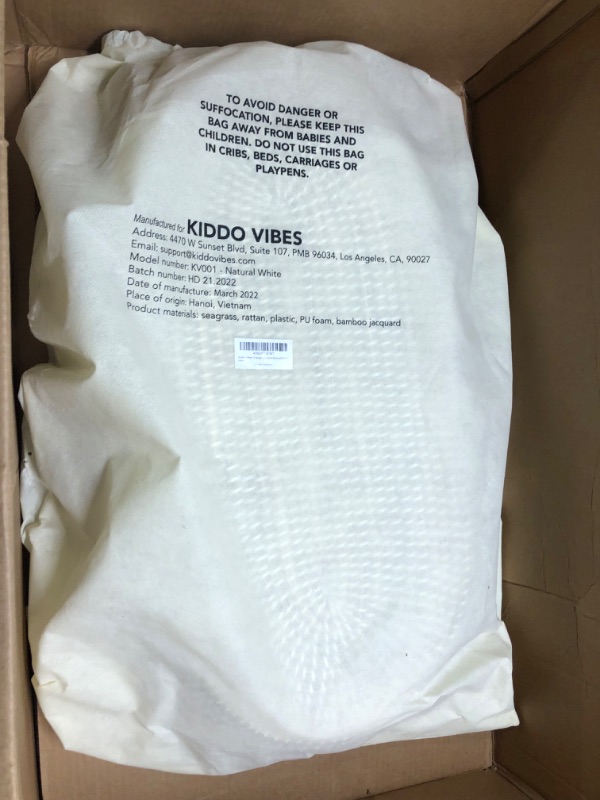 TO AVOID DANGER OR
SUFFOCATION, PLEASE KEEP THIS
BAG AWAY FROM BABIES AND
CHILDREN. DO NOT USE THIS BAG
IN CRIBS, BEDS, CARRIAGES OR
PLAYPENS.
Manufactured for KIDDO VIBES
Address: 4470 W Sunset Blvd, Suite 107, PMB 96034, Los Angeles, CA, 90027
Email: support@kiddovibes.com
Model number: KV001 - Natural White
Batch number: HD 21.2022
Date of manufacture: March 2022
Place of origin: Hanoi, Vietnam
Product materials: seagrass, rattan, plastic, PU foam, bamboo jacquard